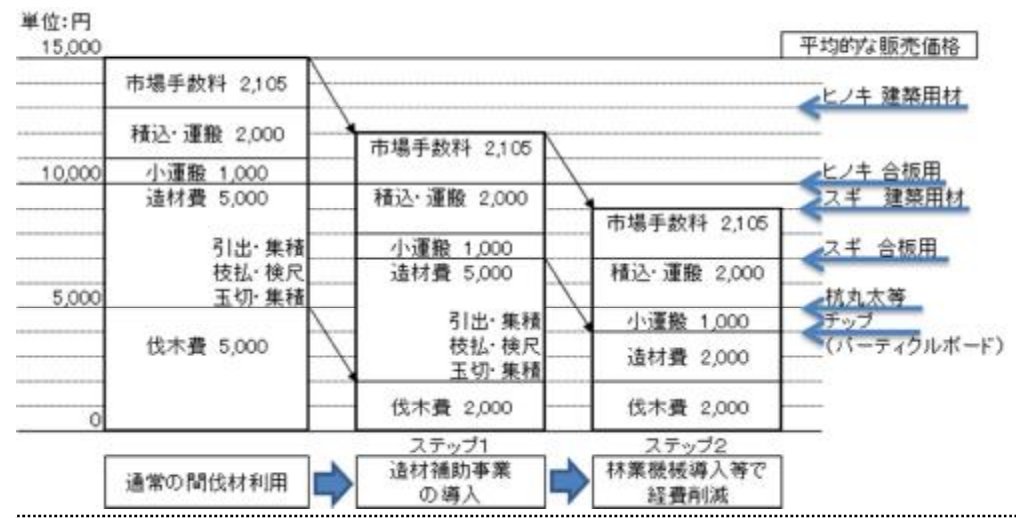 単位:円
15,000
平均的な販売価格
市場手数料 2,105
積込・運搬 2,000
10,000
小運搬 1,000
造材費 5,000
引出・集積
枝払・検尺
5,000
玉切・集積
伐木費 5,000
0
通常の間伐材利用
市場手数料 2,105
積込・運搬 2,000
小運搬 1,000
造材費 5,000
引出・集積
枝払・検尺
玉切・集積
伐木費 2,000
ステップ1
造材補助事業
の導入
市場手数料 2,105
積込・運搬 2,000
小運搬 1,000
造材費 2,000
伐木費 2,000
ステップ2
林業機械導入等で
経費削減
ヒノキ 建築用材
ヒノキ 合板用
スギ 建築用材
スギ 合板用
杭丸太等
チップ
(パーティクルボード)